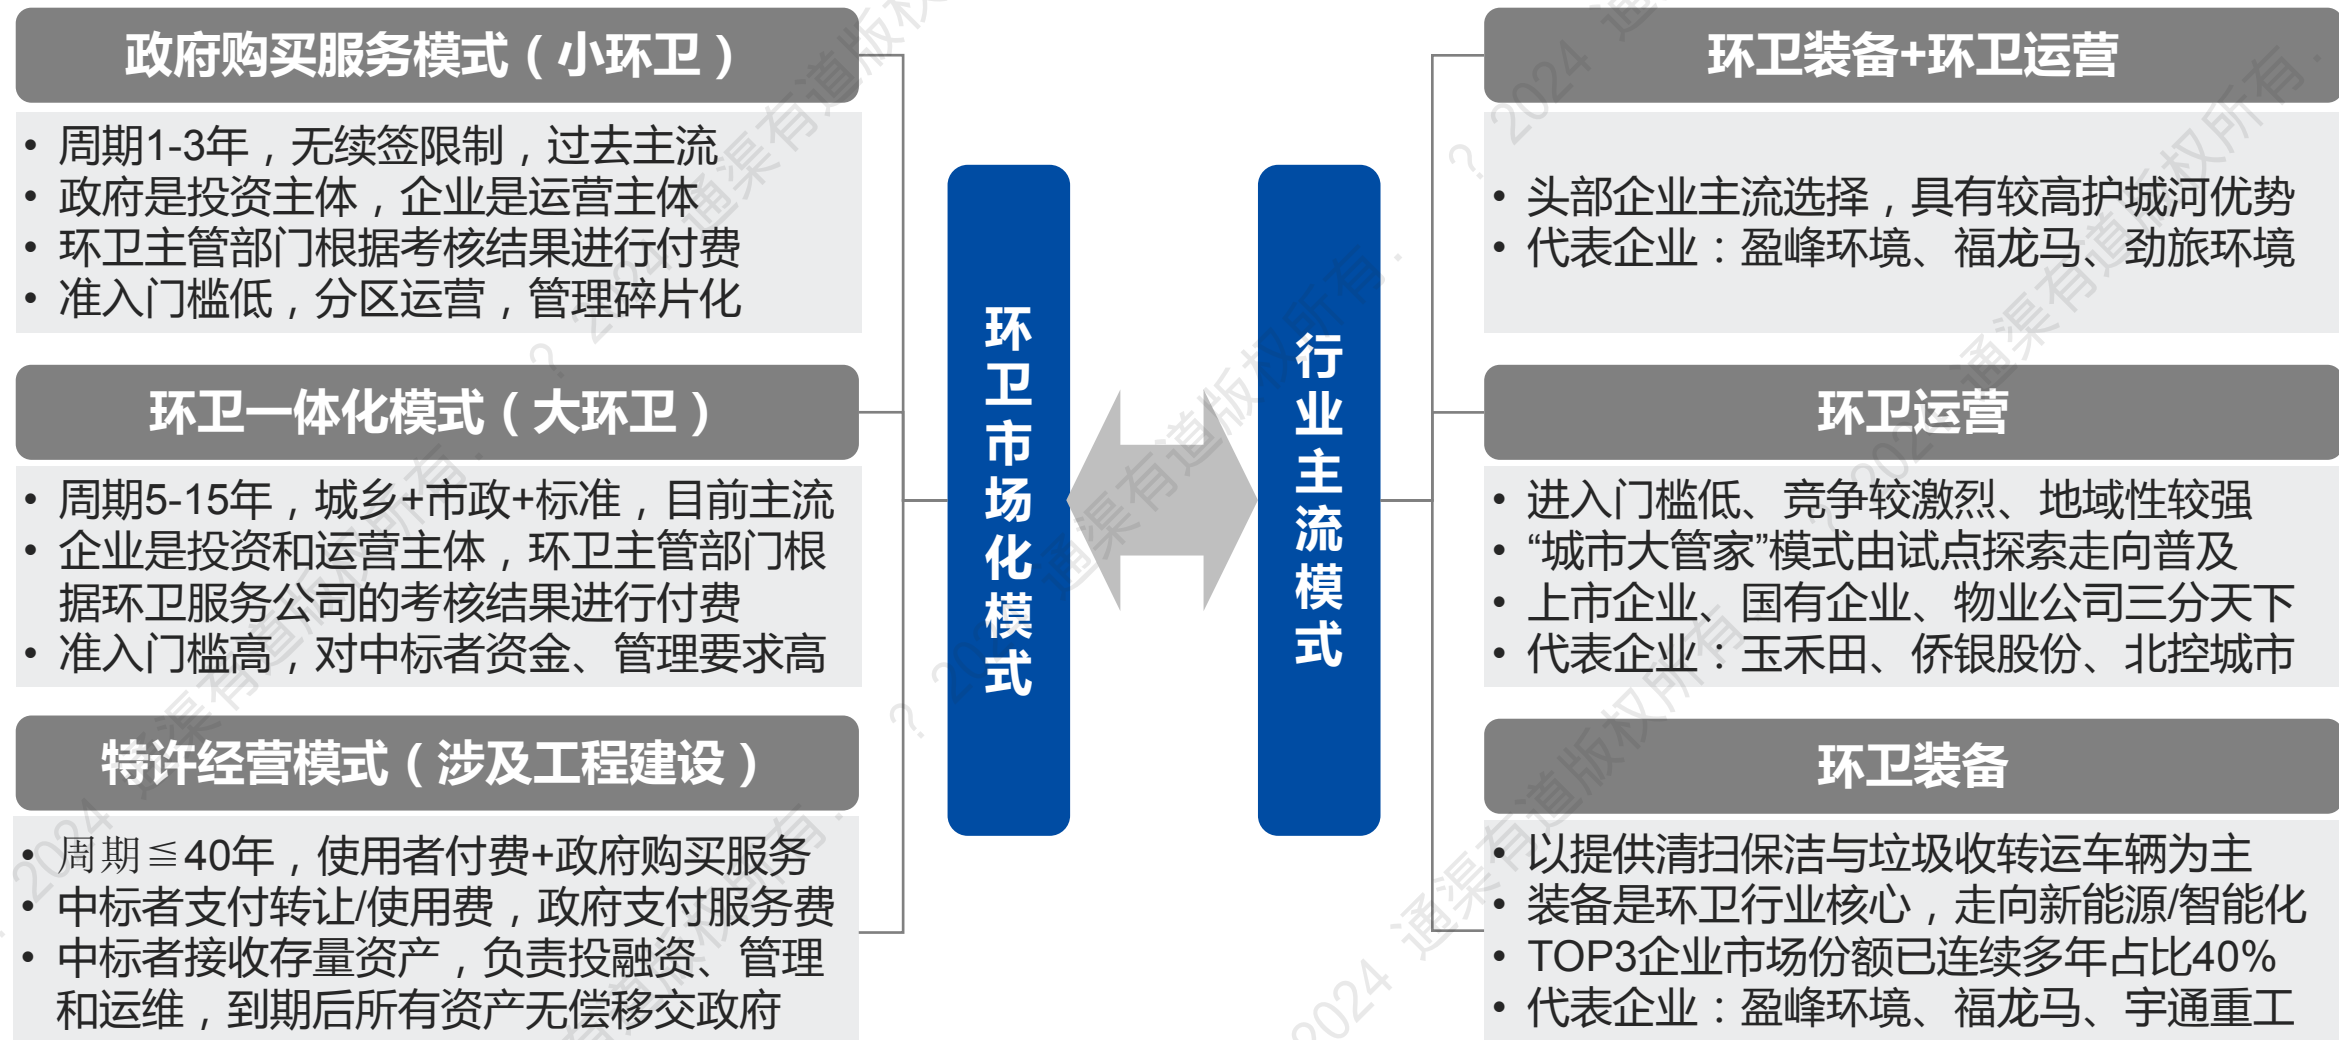 政府购买服务模式（小环卫）
• 周期1-3年，无续签限制，过去主流
• 政府是投资主体，企业是运营主体
• 环卫主管部门根据考核结果进行付费
• 准入门槛低，分区运营，管理碎片化
环卫一体化模式（大环卫）
• 周期5-15年，城乡+市政+标准，目前主流
• 企业是投资和运营主体，环卫主管部门根
据环卫服务公司的考核结果进行付费
• 准入门槛高，对中标者资金、管理要求高
特许经营模式（涉及工程建设）
• 周期≦40年，使用者付费+政府购买服务
• 中标者支付转让/使用费，政府支付服务费
• 中标者接收存量资产，负责投融资、管理
和运维，到期后所有资产无偿移交政府
环卫市场化模式
行业主流模式
环卫装备+环卫运营
• 头部企业主流选择，具有较高护城河优势
• 代表企业：盈峰环境、福龙马、劲旅环境
环卫运营
• 进入门槛低、竞争较激烈、地域性较强
• “城市大管家”模式由试点探索走向普及
• 上市企业、国有企业、物业公司三分天下
• 代表企业：玉禾田、侨银股份、北控城市
环卫装备
• 以提供清扫保洁与垃圾收转运车辆为主
• 装备是环卫行业核心，走向新能源/智能化
• TOP3企业市场份额已连续多年占比40%
• 代表企业：盈峰环境、福龙马、宇通重工
? 2024 通渠有道版权所有.